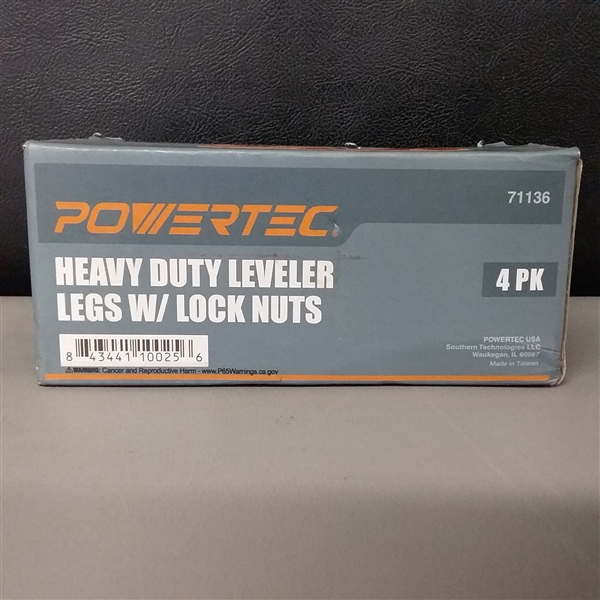 71136
POWERTEC
HEAVY DUTY LEVELER
LEGS W/ LOCK NUTS
4 PK
8 43441 10025 6
POWERTEC USA
Southern Technologies LLC
Waukegan, IL 60087
Made in Taiwan
WARNING: Cancer and Reproductive Harm - www.P65Warnings.ca.gov